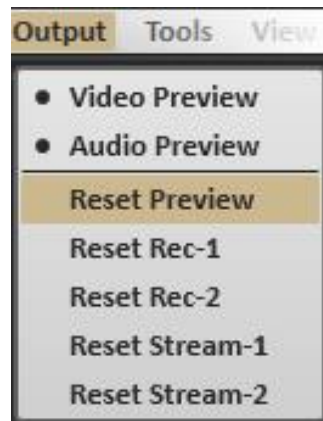 Output Tools View
• Video Preview
• Audio Preview
Reset Preview
Reset Rec-1
Reset Rec-2
Reset Stream-1
Reset Stream-2